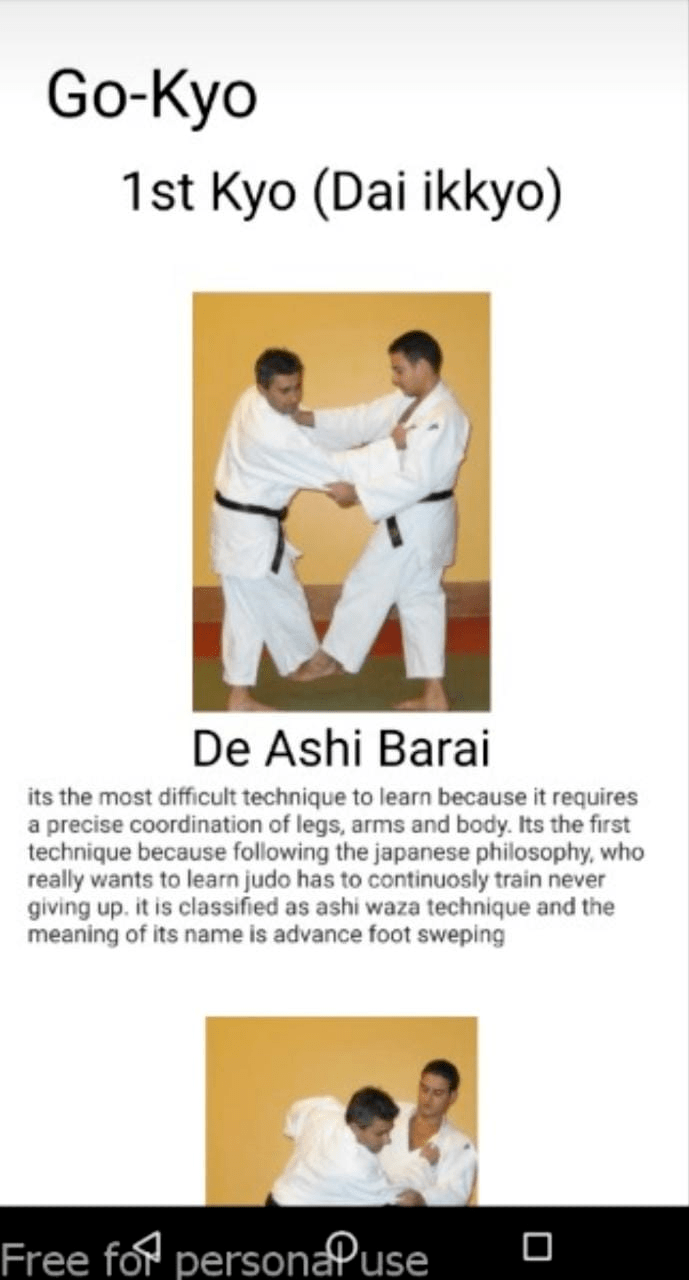 Go-Kyo
1st Kyo (Dai ikkyo)
De Ashi Barai
its the most difficult technique to learn because it requires
a precise coordination of legs, arms and body. Its the first
technique because following the japanese philosophy, who
really wants to learn judo has to continuosly train never
giving up. it is classified as ashi waza technique and the
meaning of its name is advance foot sweping
Free for personal use